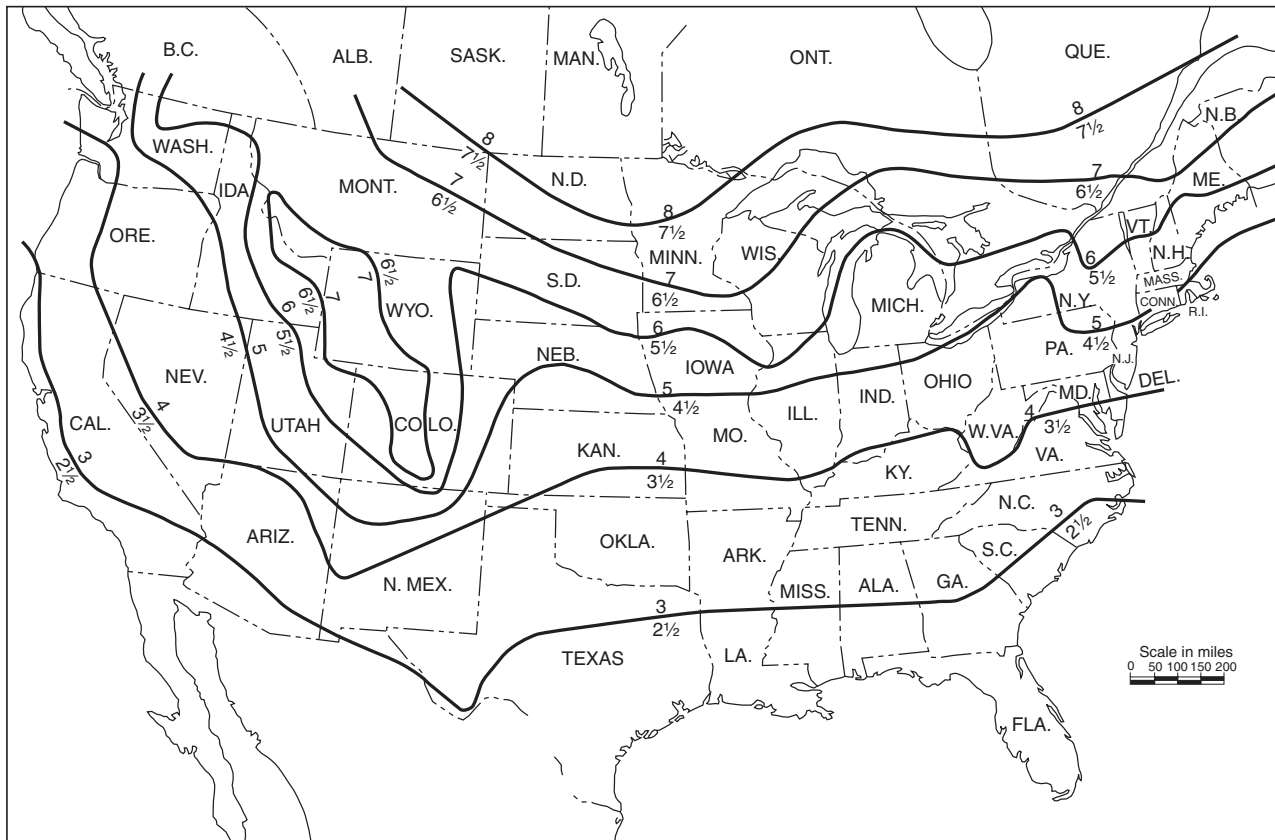 B.C.
ALB.
SASK.
MAN.
ONT.
QUE.
8
7½
N.B.
8
7½
WASH.
7
6½
ME.
IDA
MONT.
7
6½
N.D.
8
7½
VT.
ORE.
MINN.
WIS.
6
5½
N.H.
7
6½
6½
7
6½
7
WYO.
S.D.
MICH.
MASS.
CONN.
R.I.
N.Y.
6
5½
4½
5
6
5½
5
4½
NEB.
IOWA
PA.
N.J.
NEV.
OHIO
IND.
MD.
DEL.
5
4½
ILL.
4
3½
UTAH
COLO.
4
3½
W.VA.
CAL.
MO.
VA.
KAN.
4
3½
KY.
3
2½
N.C.
3
2½
TENN.
ARIZ.
OKLA.
ARK.
S.C.
N. MEX.
MISS.
ALA.
GA.
3
2½
TEXAS
LA.
Scale in miles
0 50 100 150 200
FLA.